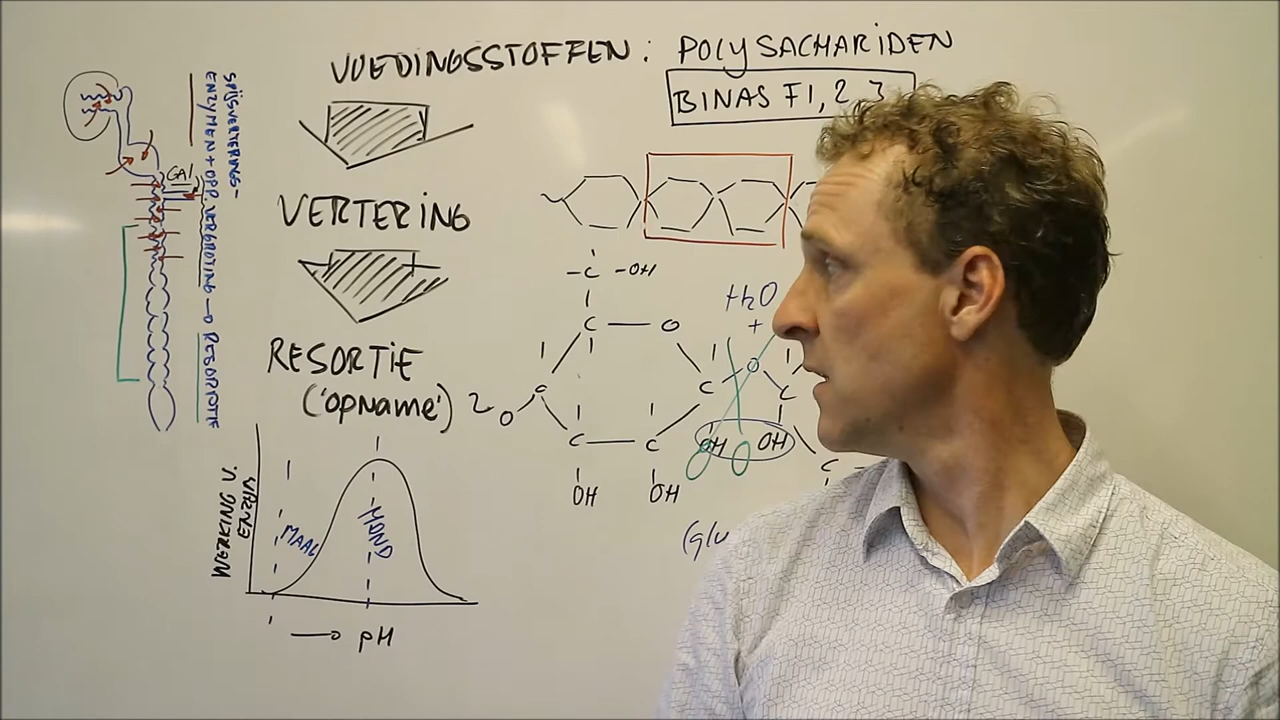 VOEDINGSSTOFFEN: POLYSACHARIDEN
BINAS F1, 2, 3
SPIJSVERTERINGS-
ENZYMEN + OPP. VERGROTING → RESORPTIE
GAL
VERTERING
RESORTIE
('OPNAME')
H2O
+
-C-OH
C — O
C
O
C
O
C
C — C
OH
OH
OH
OH
C
(glu
WERKING V.
ENZYM
MAAG
MOND
→ pH